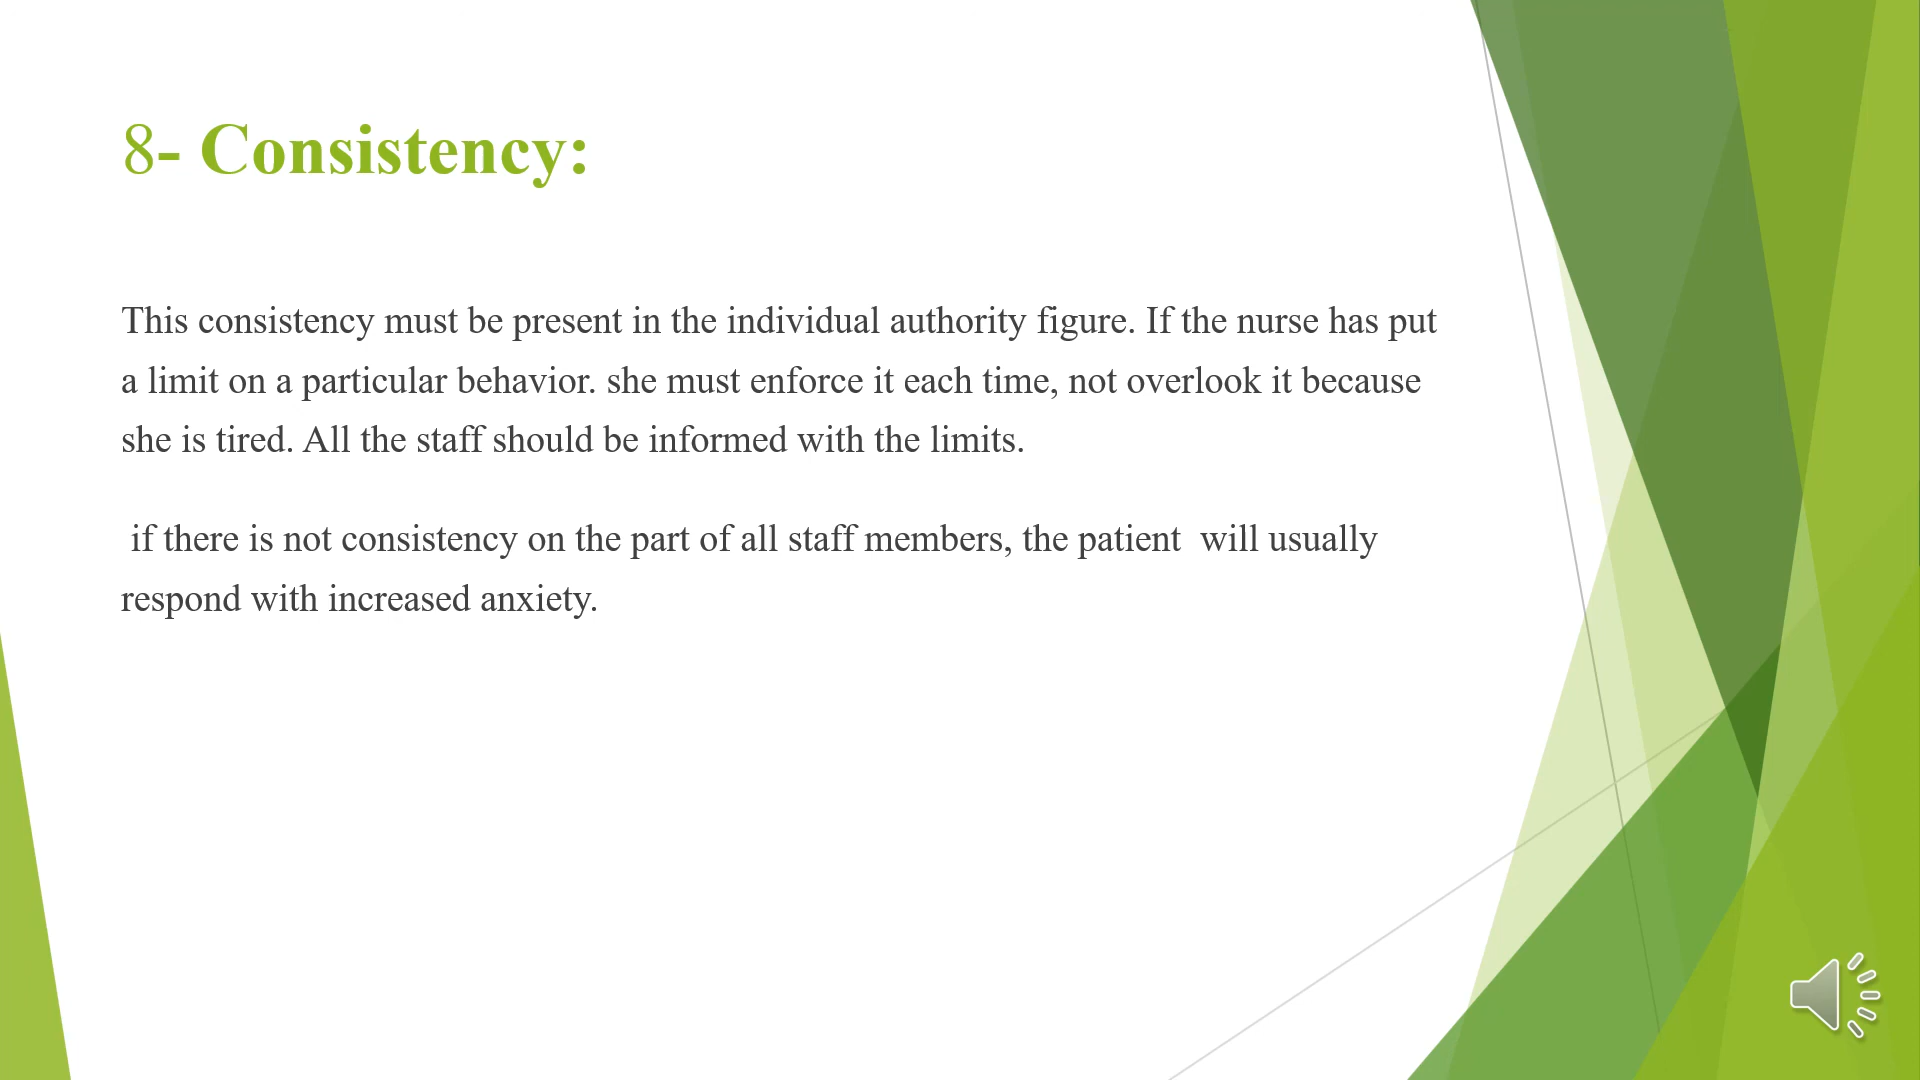 8- Consistency:
This consistency must be present in the individual authority figure. If the nurse has put
a limit on a particular behavior. she must enforce it each time, not overlook it because
she is tired. All the staff should be informed with the limits.
if there is not consistency on the part of all staff members, the patient  will usually
respond with increased anxiety.